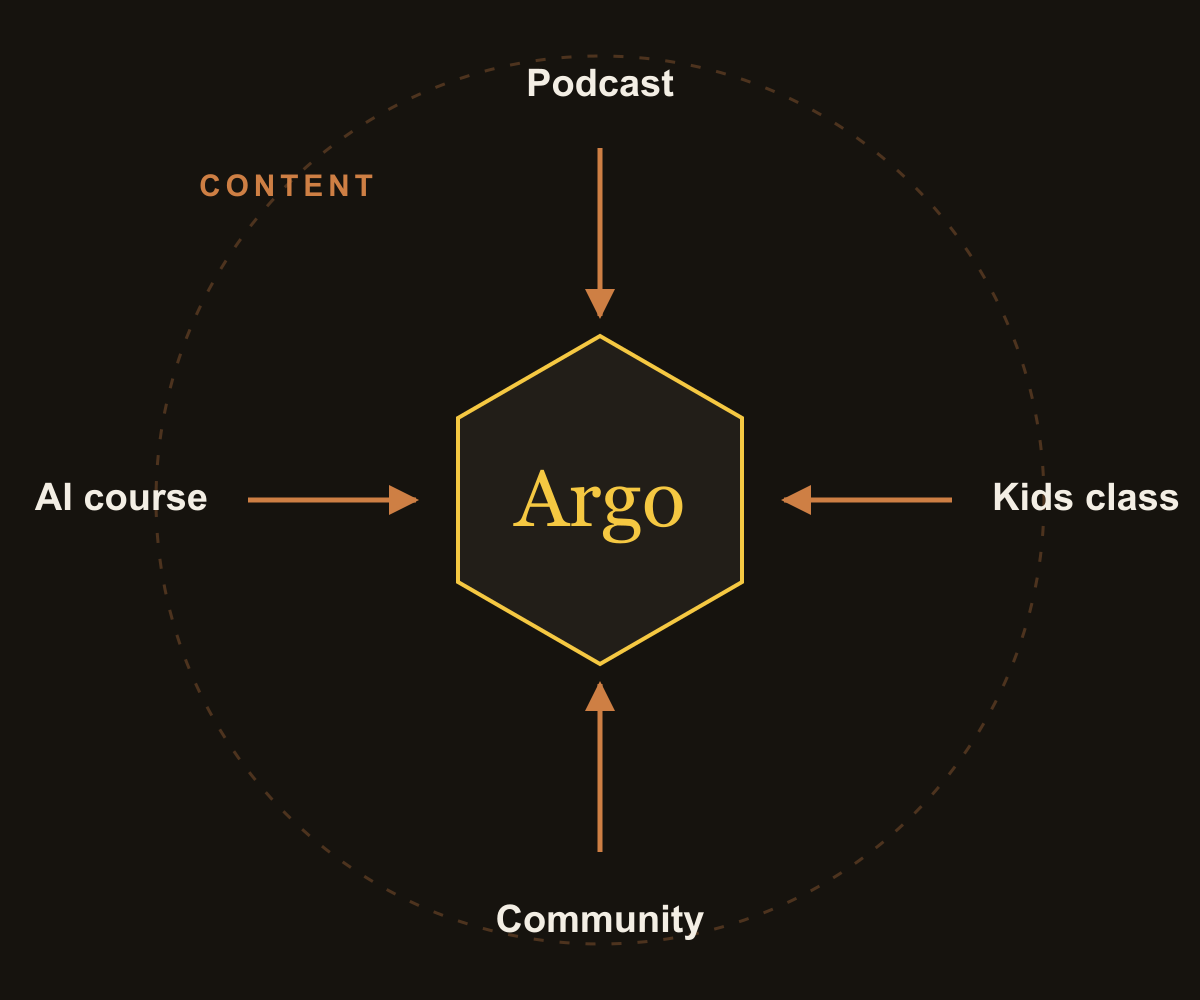 Podcast
CONTENT
AI course
Argo
Kids class
Community